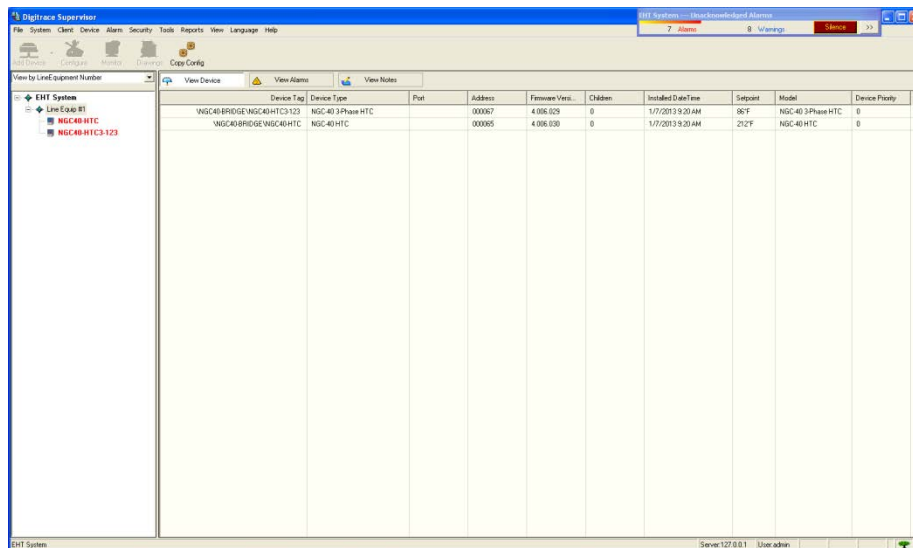 Digitrace Supervisor
EHT System --- Unacknowledged Alarms
File System Client Device Alarm Security Tools Reports View Language Help
7 Alarms 8 Warnings Silence >>
Add Device Configure Monitor Drawings Copy Config
View by LineEquipment Number
View Device View Alarms View Notes
EHT System
Line Equip #1
NGC40-HTC
NGC40-HTC3-123
Device Tag Device Type Port Address Firmware Versi... Children Installed DateTime Setpoint Model Device Priority
\NGC40-BRIDGE\NGC40-HTC3-123 NGC-40 3-Phase HTC 000067 4.006.029 0 1/7/2013 9:20 AM 86°F NGC-40 3-Phase HTC 0
\NGC40-BRIDGE\NGC40-HTC NGC-40 HTC 000065 4.006.030 0 1/7/2013 9:20 AM 212°F NGC-40 HTC 0
EHT System Server:127.0.0.1 User:admin